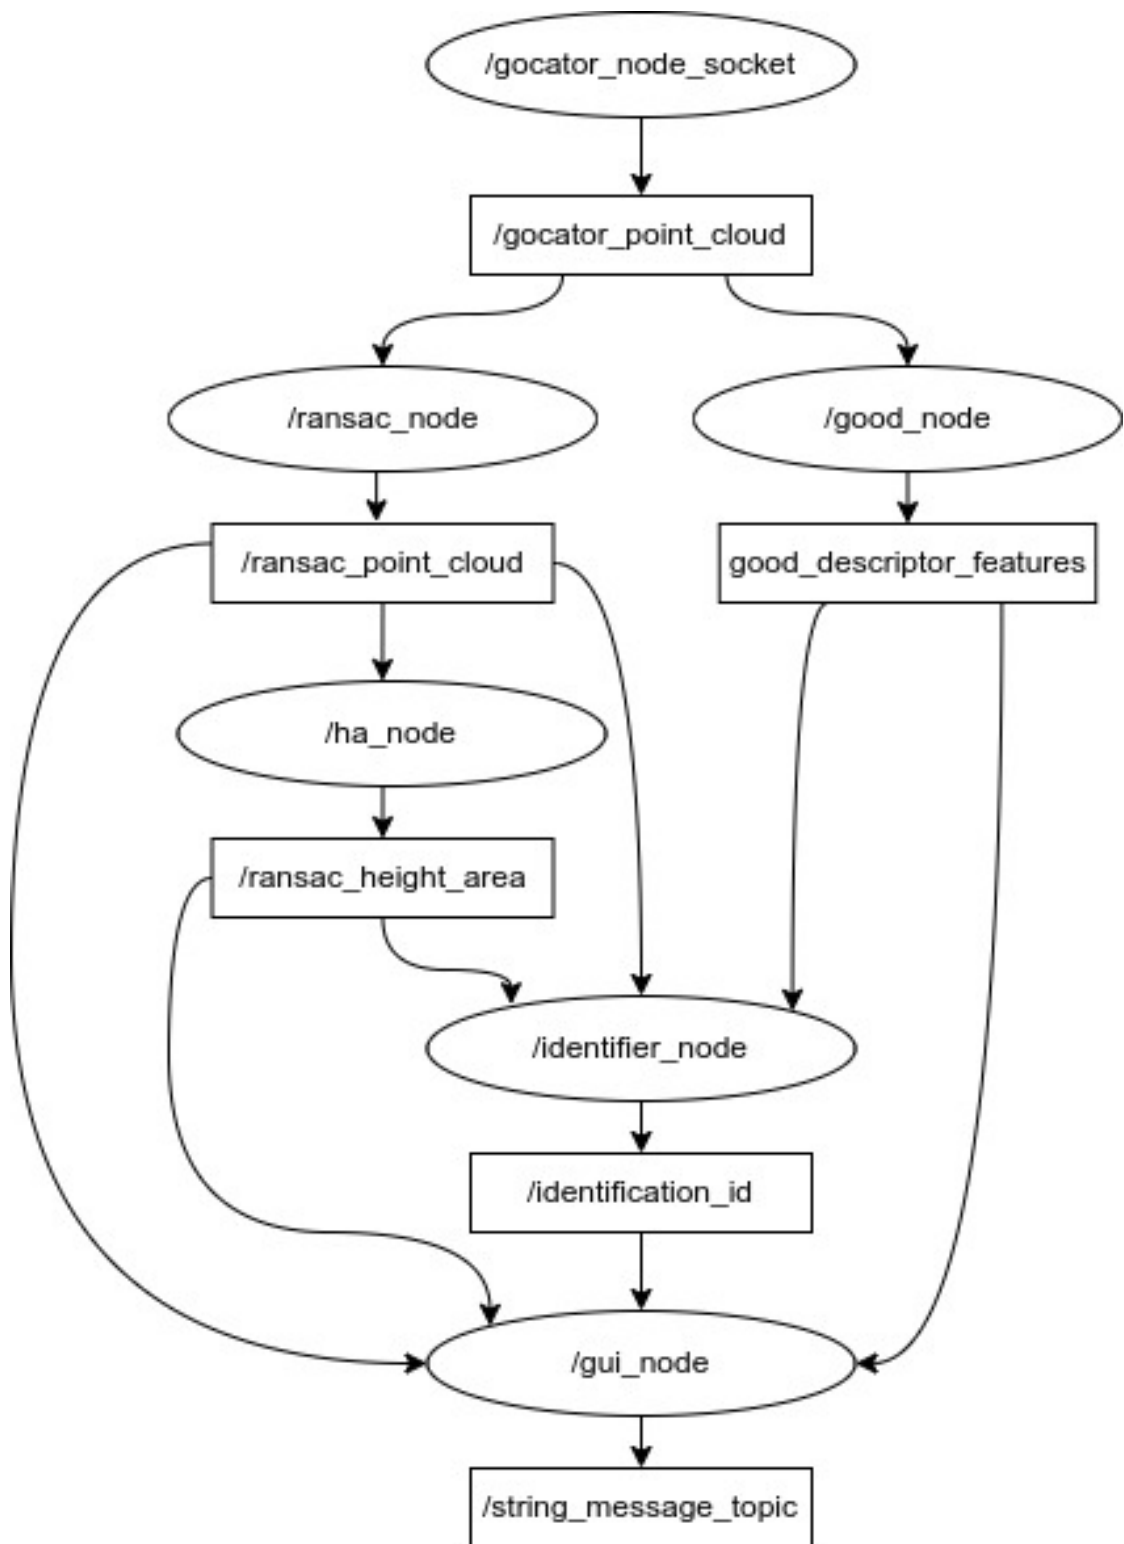 /gocator_node_socket
/gocator_point_cloud
/ransac_node
/good_node
/ransac_point_cloud
good_descriptor_features
/ha_node
/ransac_height_area
/identifier_node
/identification_id
/gui_node
/string_message_topic